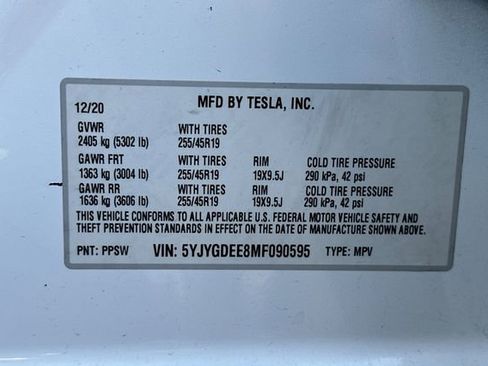 12/20 MFD BY TESLA, INC.
GVWR WITH TIRES
2405 kg (5302 lb) 255/45R19
GAWR FRT WITH TIRES RIM COLD TIRE PRESSURE
1363 kg (3004 lb) 255/45R19 19X9.5J 290 kPa, 42 psi
GAWR RR WITH TIRES RIM COLD TIRE PRESSURE
1636 kg (3606 lb) 255/45R19 19X9.5J 290 kPa, 42 psi
THIS VEHICLE CONFORMS TO ALL APPLICABLE U.S. FEDERAL MOTOR VEHICLE SAFETY AND
THEFT PREVENTION STANDARDS IN EFFECT ON THE DATE OF MANUFACTURE SHOWN ABOVE.
PNT: PPSW VIN: 5YJYGDEE8MF090595 TYPE: MPV